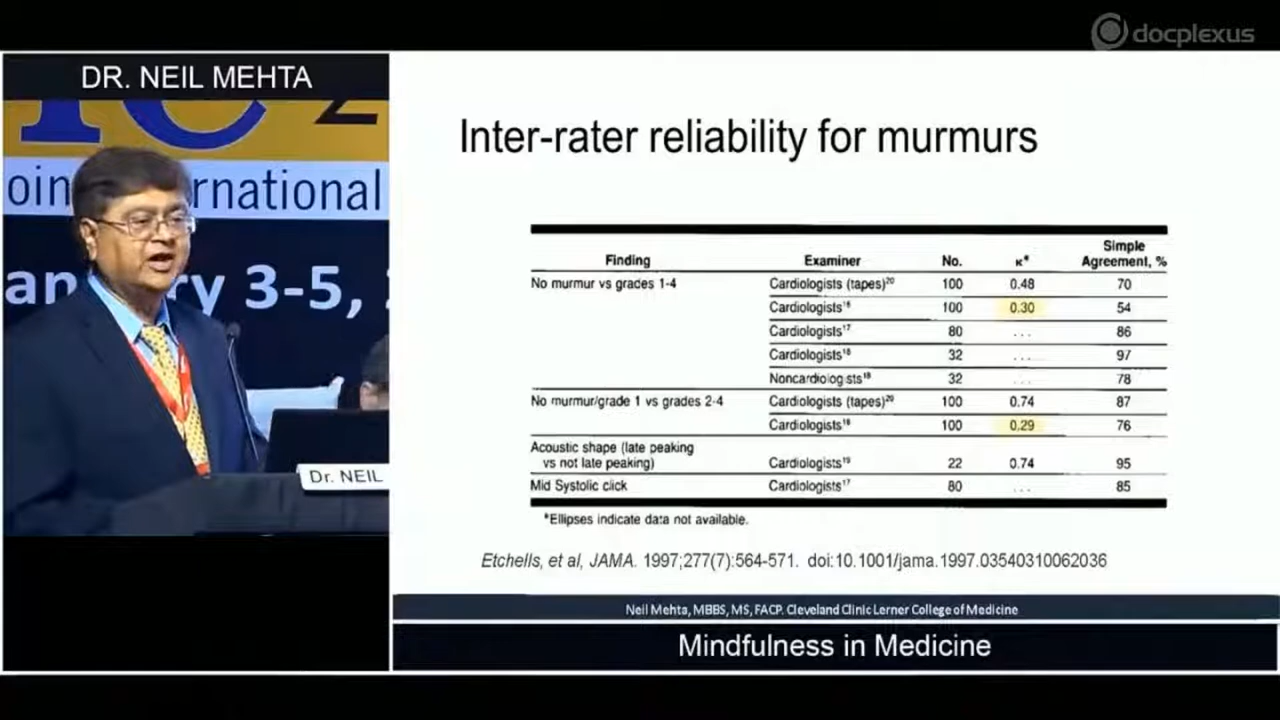 docplexus
DR. NEIL MEHTA
oin rnational
anuary 3-5,
Dr. NEIL
Inter-rater reliability for murmurs
Finding Examiner No. κ* Simple Agreement, %
No murmur vs grades 1-4 Cardiologists (tapes)²⁰ 100 0.48 70
Cardiologists¹⁶ 100 0.30 54
Cardiologists¹⁷ 80 ... 86
Cardiologists¹⁸ 32 ... 97
Noncardiologists¹⁸ 32 ... 78
No murmur/grade 1 vs grades 2-4 Cardiologists (tapes)²⁰ 100 0.74 87
Cardiologists¹⁶ 100 0.29 76
Acoustic shape (late peaking
vs not late peaking) Cardiologists¹⁹ 22 0.74 95
Mid Systolic click Cardiologists¹⁷ 80 ... 85
*Ellipses indicate data not available.
Etchells, et al, JAMA. 1997;277(7):564-571. doi:10.1001/jama.1997.03540310062036
Neil Mehta, MBBS, MS, FACP. Cleveland Clinic Lerner College of Medicine
Mindfulness in Medicine